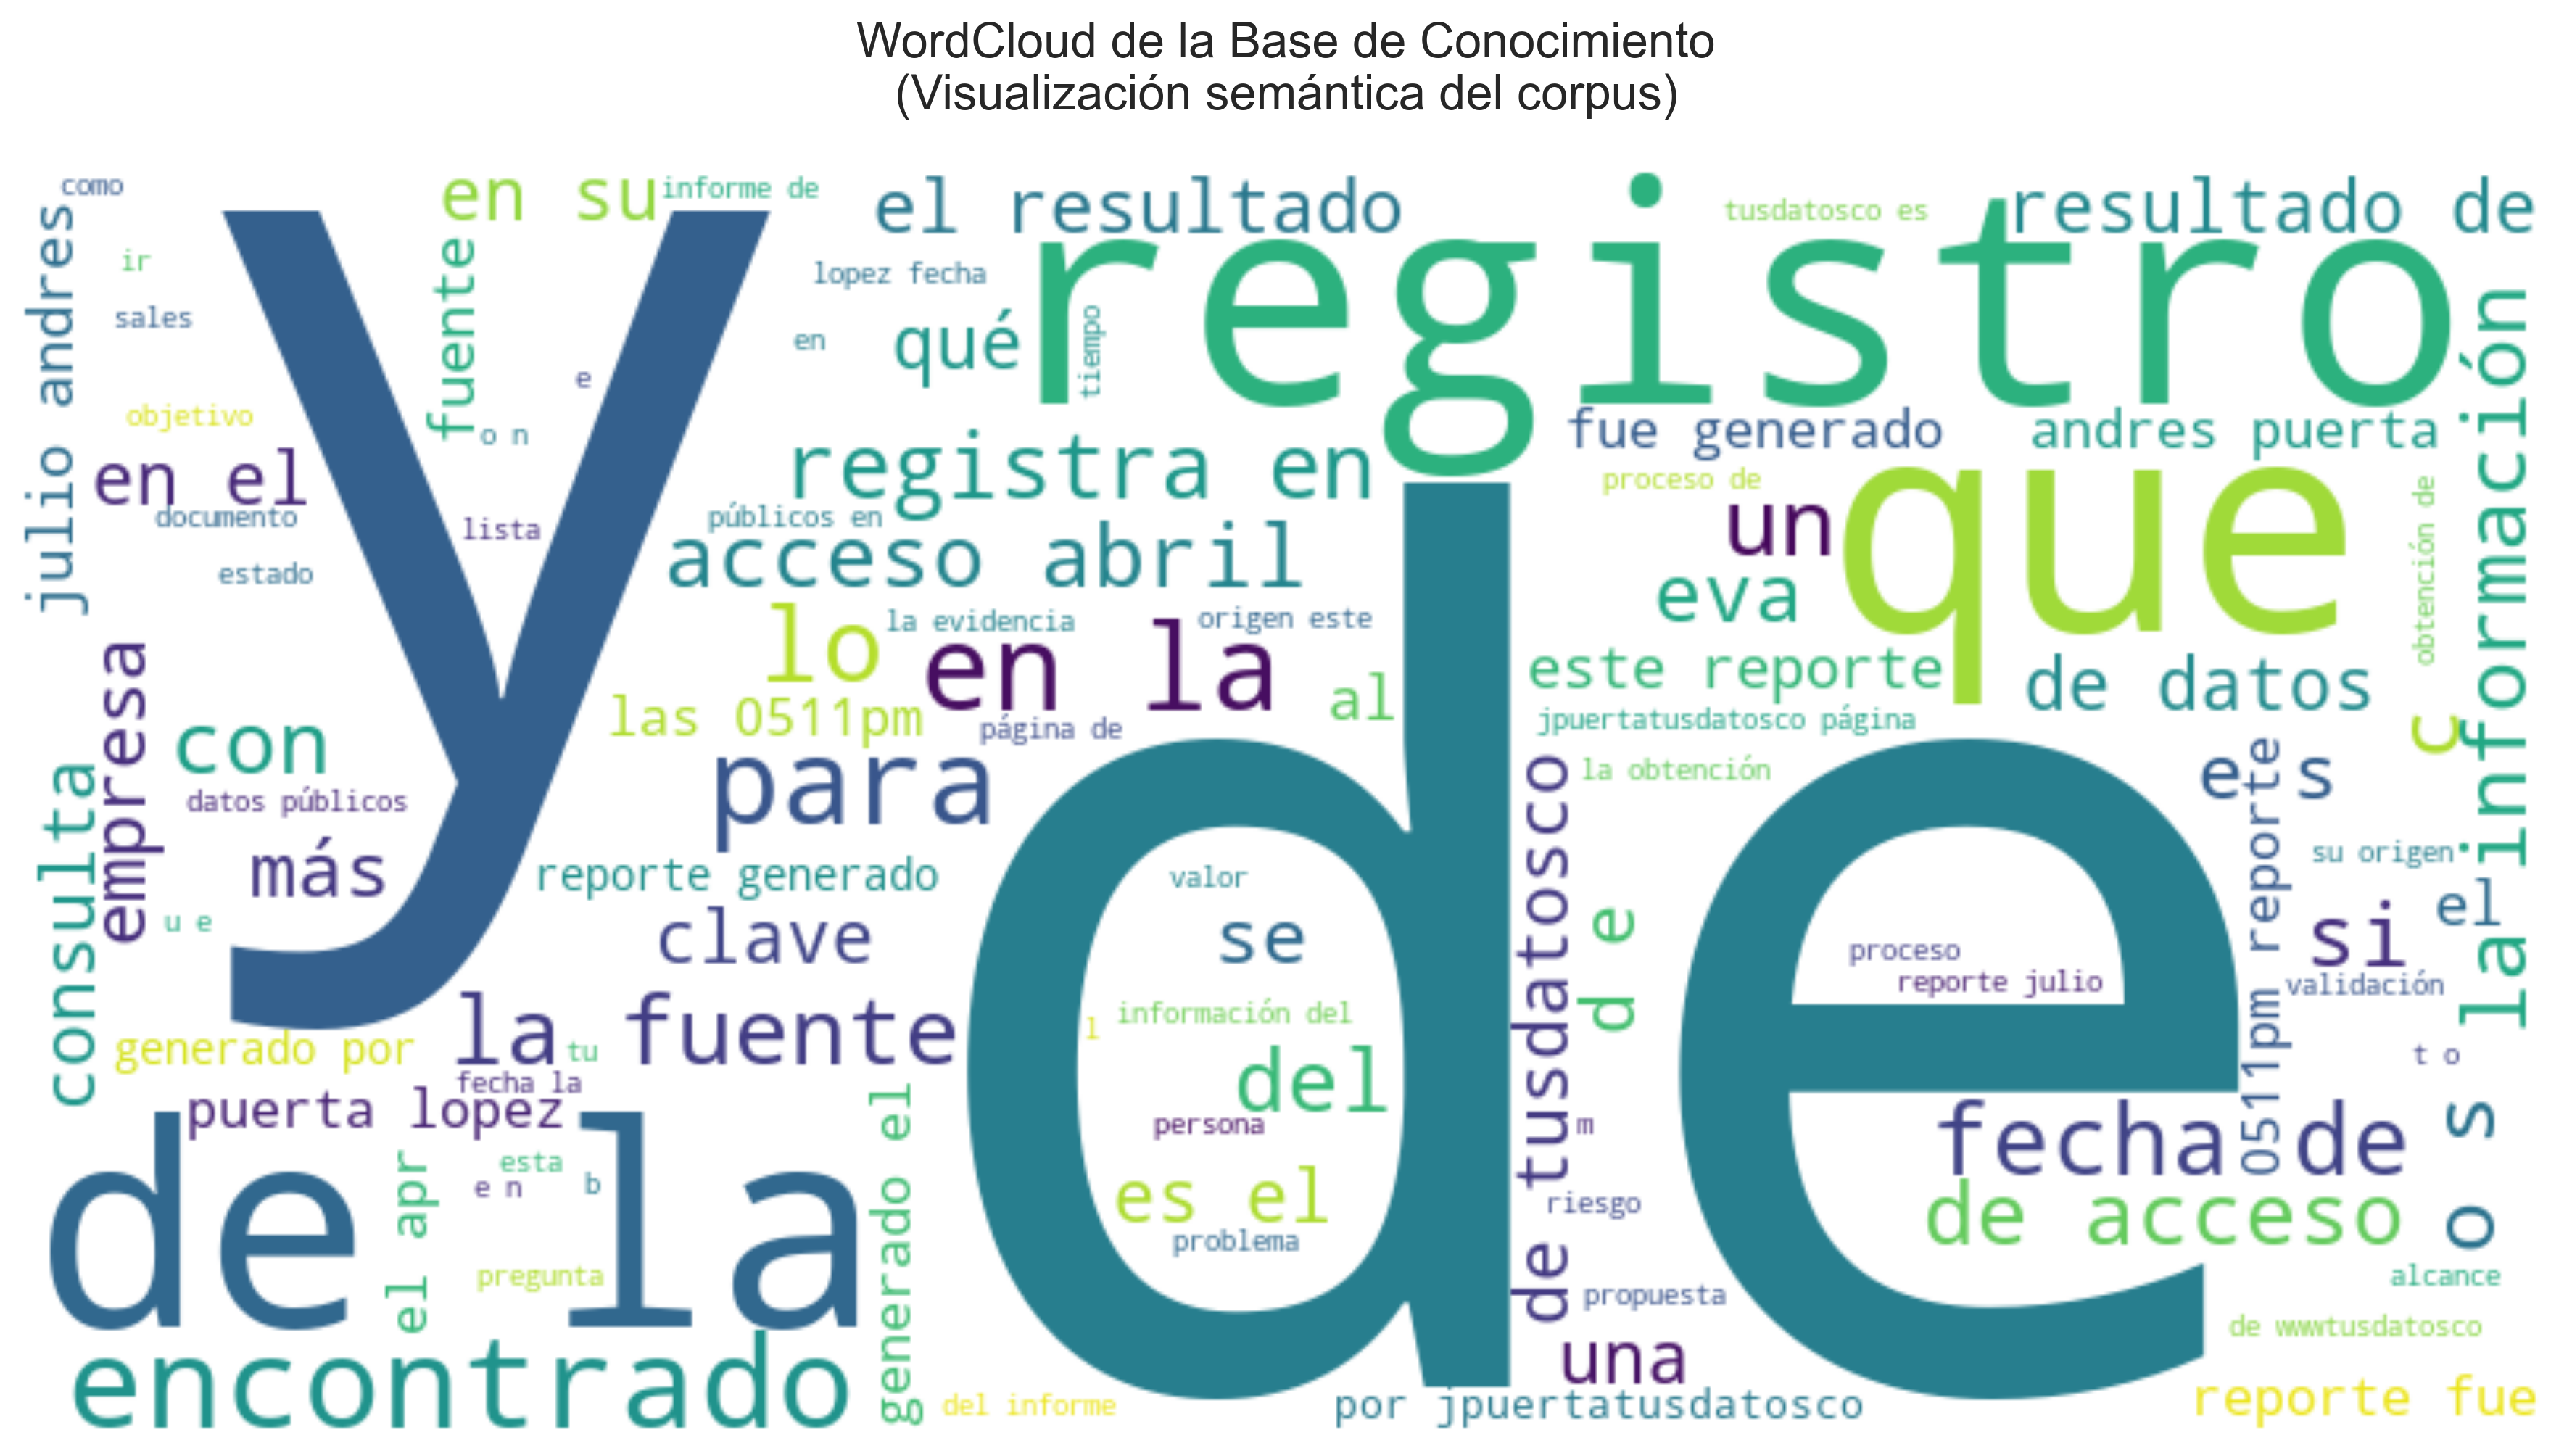 WordCloud de la Base de Conocimiento
(Visualización semántica del corpus)
como
en su
informe de
el resultado
tusdatosco es
resultado de
julio andres
ir
y
fuente
lopez fecha
registro
sales
en
qué
tiempo
e
objetivo
o n
fue generado
andres puerta
la información
en el
registra en
proceso de
que
obtención de
documento
lista
públicos en
un
estado
acceso abril
eva
lo
la evidencia
origen este
en la
este reporte
de datos
empresa
al
las 0511pm
página de
jpuertatusdatosco página
c
con
consulta
para
de
de tusdatosco
la obtención
e s
datos públicos
más
reporte generado
valor
0511pm reporte
su origen
u e
clave
se
d e
proceso
si
el
reporte julio
validación
generado por
la fuente
tu
l
información del
t o
fecha la
puerta lopez
del
persona
m
fecha de
o s
de la
el apr
esta
e n
b
generado el
es el
riesgo
de acceso
problema
pregunta
propuesta
alcance
de wwwtusdatosco
encontrado
una
del informe
por jpuertatusdatosco
reporte fue